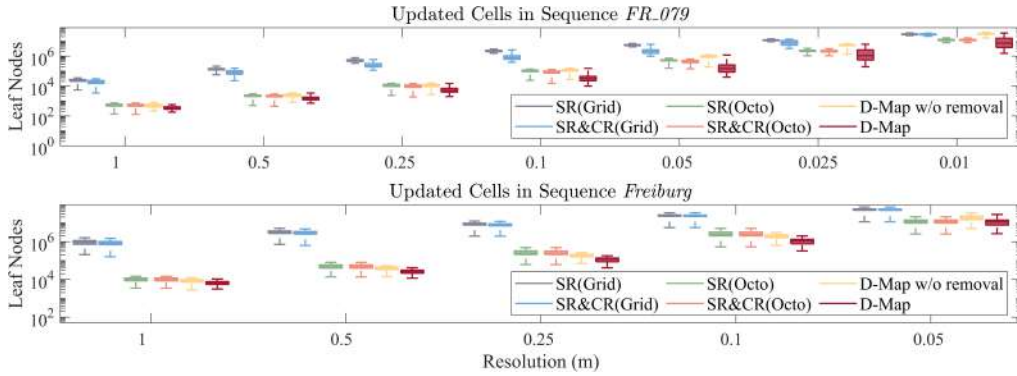 Updated Cells in Sequence FR_079
Leaf Nodes
10^6
10^4
10^2
10^0
SR(Grid)
SR(Octo)
D-Map w/o removal
SR&CR(Grid)
SR&CR(Octo)
D-Map
1
0.5
0.25
0.1
0.05
0.025
0.01
Updated Cells in Sequence Freiburg
Leaf Nodes
10^6
10^4
10^2
SR(Grid)
SR(Octo)
D-Map w/o removal
SR&CR(Grid)
SR&CR(Octo)
D-Map
1
0.5
0.25
0.1
0.05
Resolution (m)